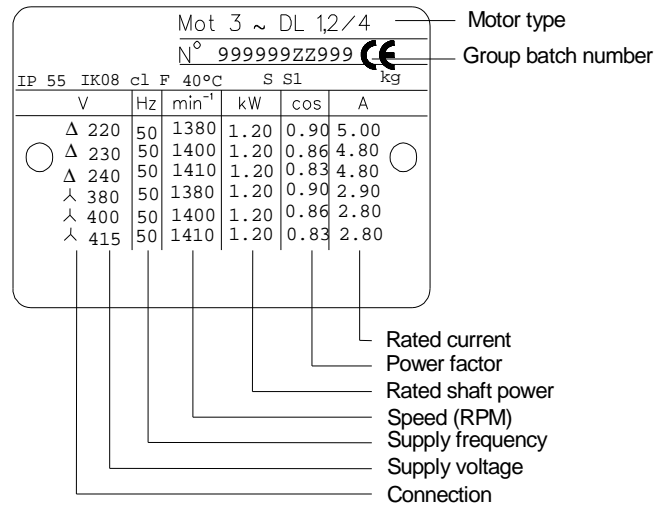 Mot 3 ~ DL 1,2/4
Motor type
N° 999999ZZ999 CE
Group batch number
IP 55 IK08 cl F 40°C S S1 kg
V Hz min⁻¹ kW cos A
Δ 220 50 1380 1.20 0.90 5.00
Δ 230 50 1400 1.20 0.86 4.80
Δ 240 50 1410 1.20 0.83 4.80
⅄ 380 50 1380 1.20 0.90 2.90
⅄ 400 50 1400 1.20 0.86 2.80
⅄ 415 50 1410 1.20 0.83 2.80
Rated current
Power factor
Rated shaft power
Speed (RPM)
Supply frequency
Supply voltage
Connection